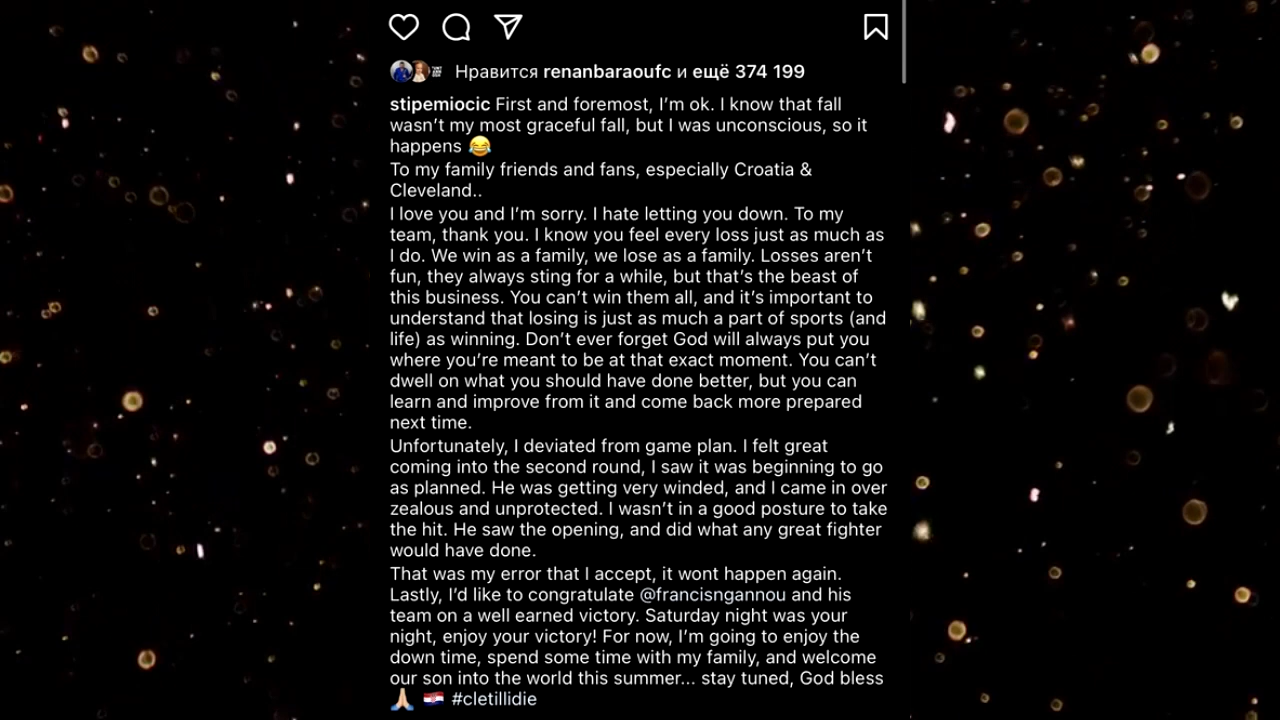 Нравится renanbaraoufc и ещё 374 199
stipemiocic First and foremost, I’m ok. I know that fall
wasn’t my most graceful fall, but I was unconscious, so it
happens 😂
To my family friends and fans, especially Croatia &
Cleveland..
I love you and I’m sorry. I hate letting you down. To my
team, thank you. I know you feel every loss just as much as
I do. We win as a family, we lose as a family. Losses aren’t
fun, they always sting for a while, but that’s the beast of
this business. You can’t win them all, and it’s important to
understand that losing is just as much a part of sports (and
life) as winning. Don’t ever forget God will always put you
where you’re meant to be at that exact moment. You can’t
dwell on what you should have done better, but you can
learn and improve from it and come back more prepared
next time.
Unfortunately, I deviated from game plan. I felt great
coming into the second round, I saw it was beginning to go
as planned. He was getting very winded, and I came in over
zealous and unprotected. I wasn’t in a good posture to take
the hit. He saw the opening, and did what any great fighter
would have done.
That was my error that I accept, it wont happen again.
Lastly, I’d like to congratulate @francisngannou and his
team on a well earned victory. Saturday night was your
night, enjoy your victory! For now, I’m going to enjoy the
down time, spend some time with my family, and welcome
our son into the world this summer... stay tuned, God bless
🙏🏼 🇭🇷 #cletillidie